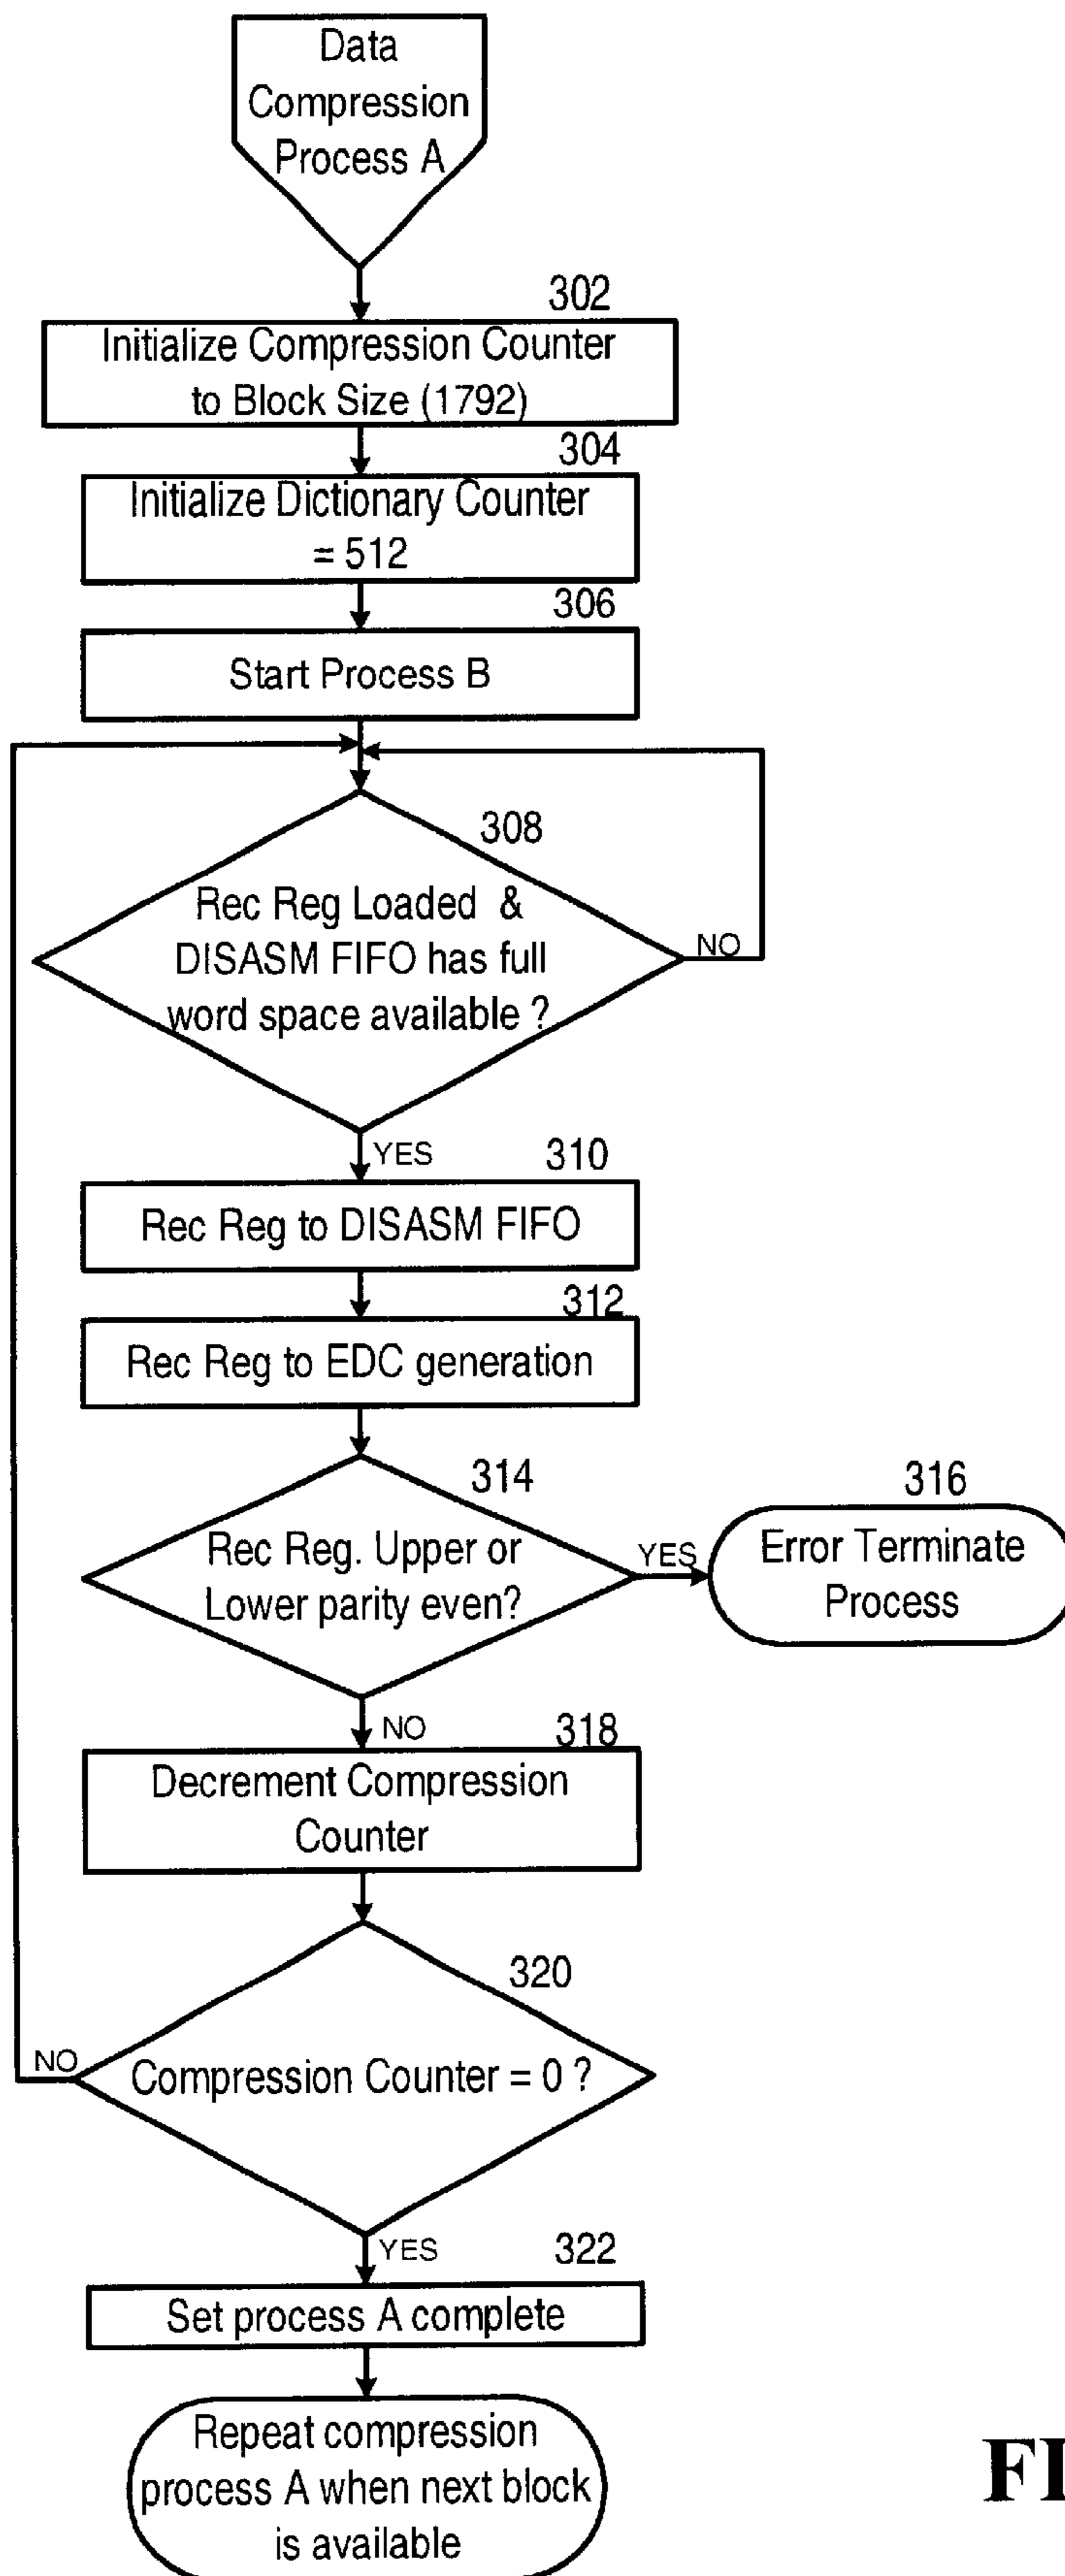 Data
Compression
Process A
302
Initialize Compression Counter
to Block Size (1792)
304
Initialize Dictionary Counter
= 512
306
Start Process B
308
Rec Reg Loaded &
DISASM FIFO has full
word space available ?
NO
YES
310
Rec Reg to DISASM FIFO
312
Rec Reg to EDC generation
314
Rec Reg. Upper or
Lower parity even?
YES
316
Error Terminate
Process
NO
318
Decrement Compression
Counter
320
Compression Counter = 0 ?
NO
YES
322
Set process A complete
Repeat compression
process A when next block
is available